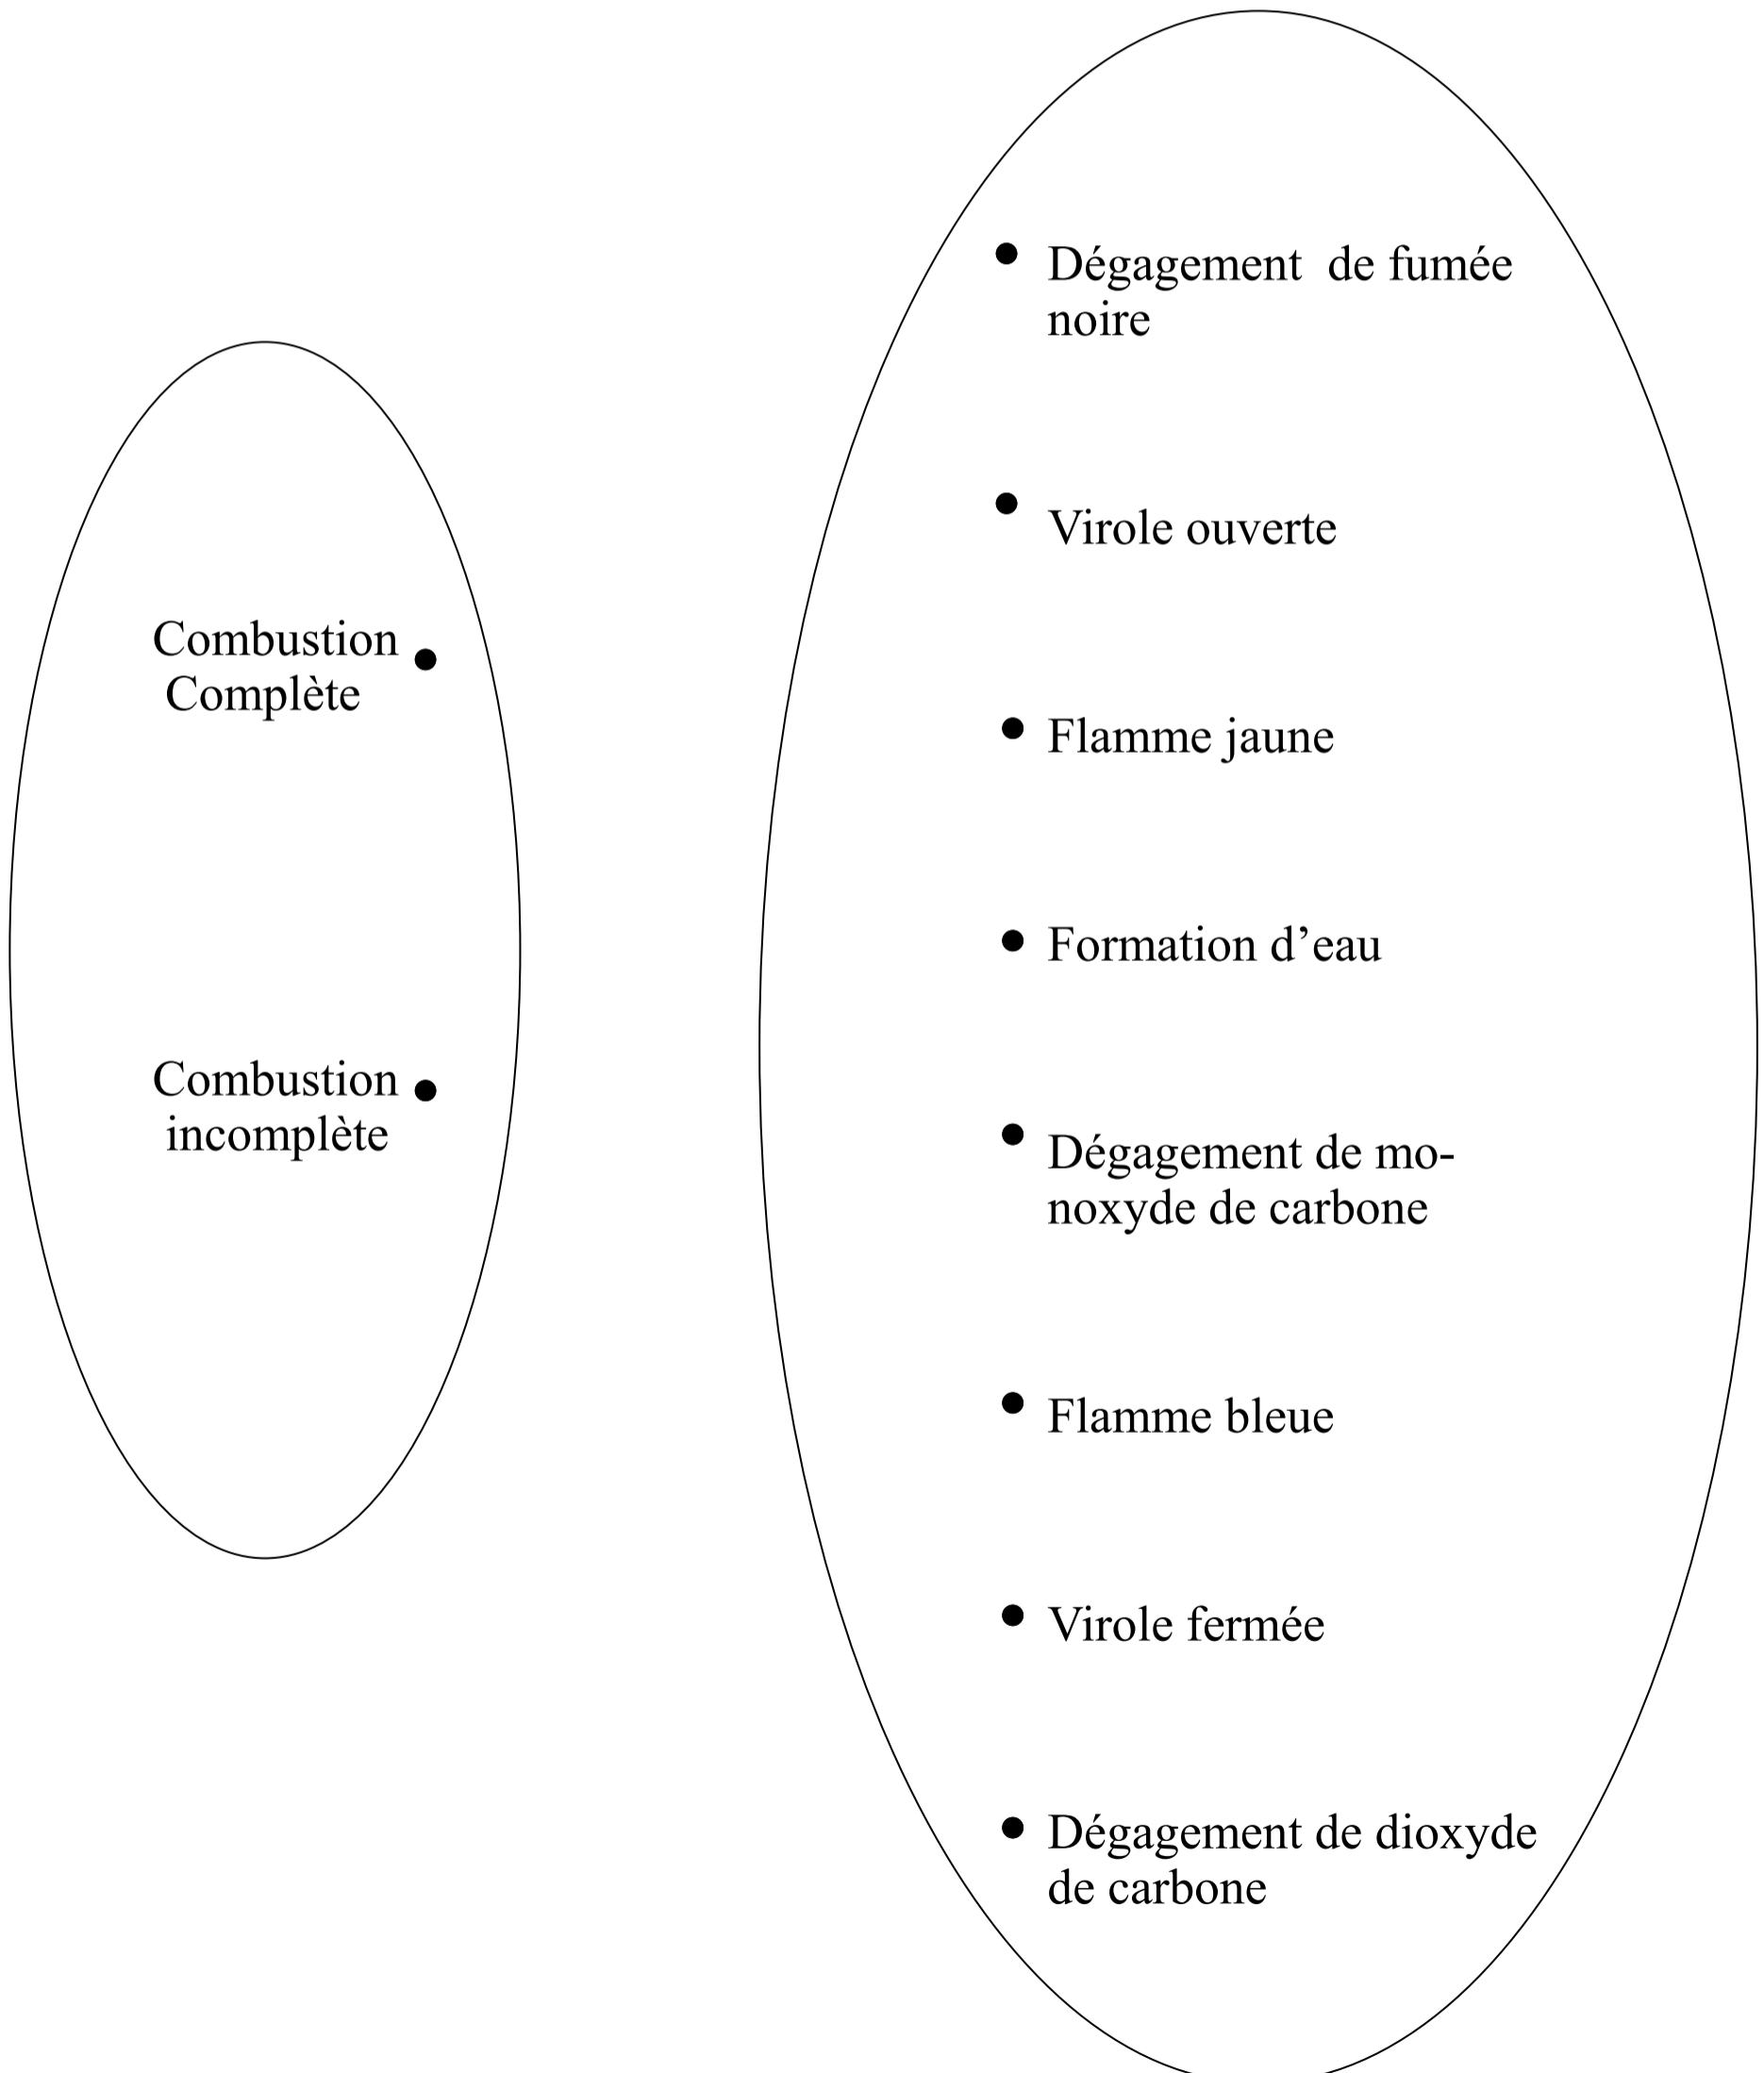 Combustion
Complète
Combustion
incomplète
Dégagement  de fumée
noire
Virole ouverte
Flamme jaune
Formation d’eau
Dégagement de mo-
noxyde de carbone
Flamme bleue
Virole fermée
Dégagement de dioxyde
de carbone